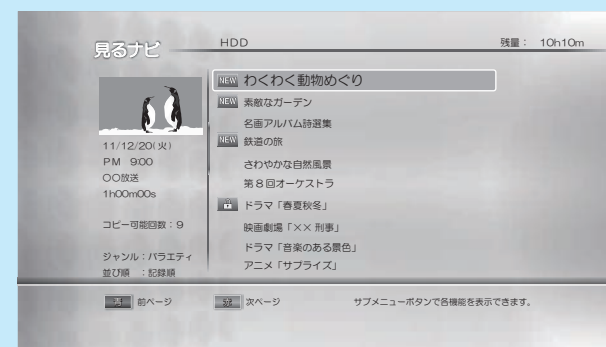 見るナビ
HDD
残量： 10h10m
NEW わくわく動物めぐり
NEW 素敵なガーデン
名画アルバム詩選集
NEW 鉄道の旅
さわやかな自然風景
第８回オーケストラ
ドラマ「春夏秋冬」
映画劇場「×× 刑事」
ドラマ「音楽のある景色」
アニメ「サプライズ」
11/12/20(火)
PM 9:00
○○放送
1h00m00s
コピー可能回数：9
ジャンル：バラエティ
並び順 ：記録順
前ページ
次ページ
サブメニューボタンで各機能を表示できます。